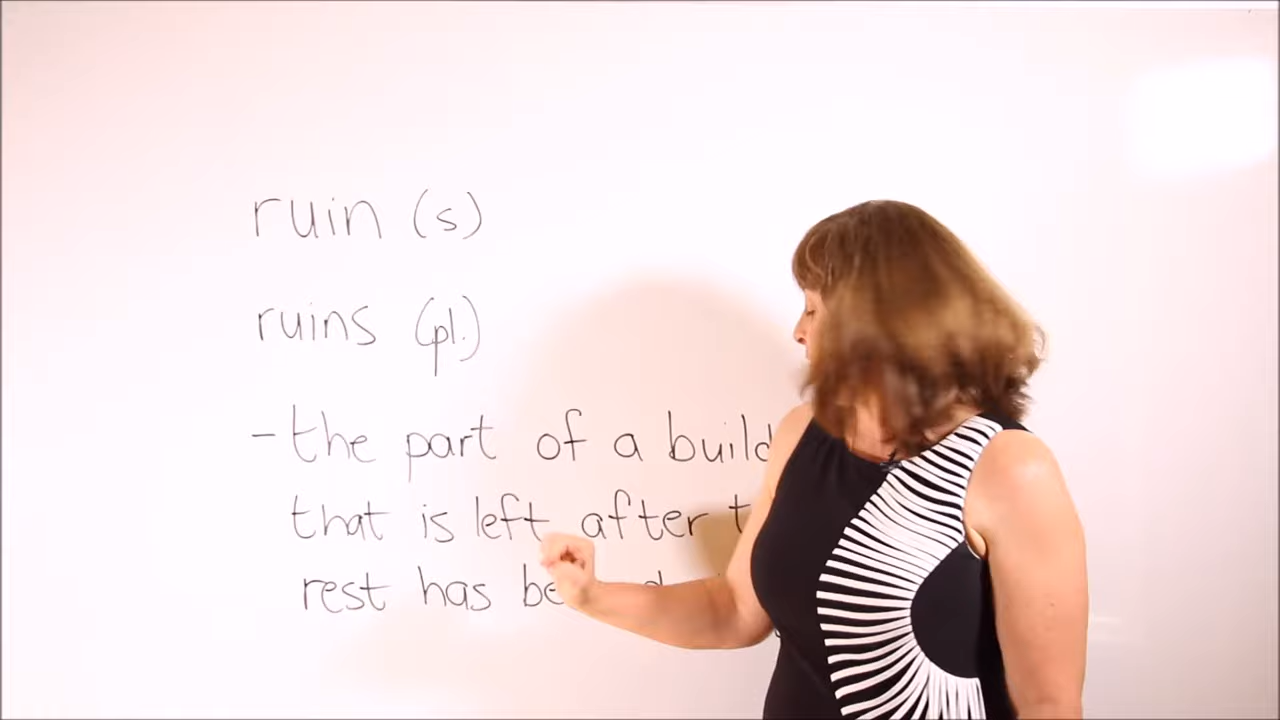 ruin (s)
ruins (pl.)
- the part of a build
that is left after t
rest has be